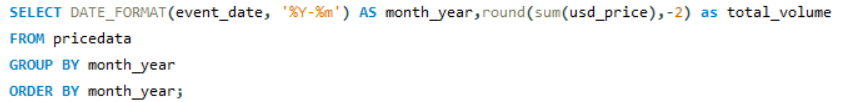 SELECT DATE_FORMAT(event_date, '%Y-%m') AS month_year,round(sum(usd_price),-2) as total_volume
FROM pricedata
GROUP BY month_year
ORDER BY month_year;